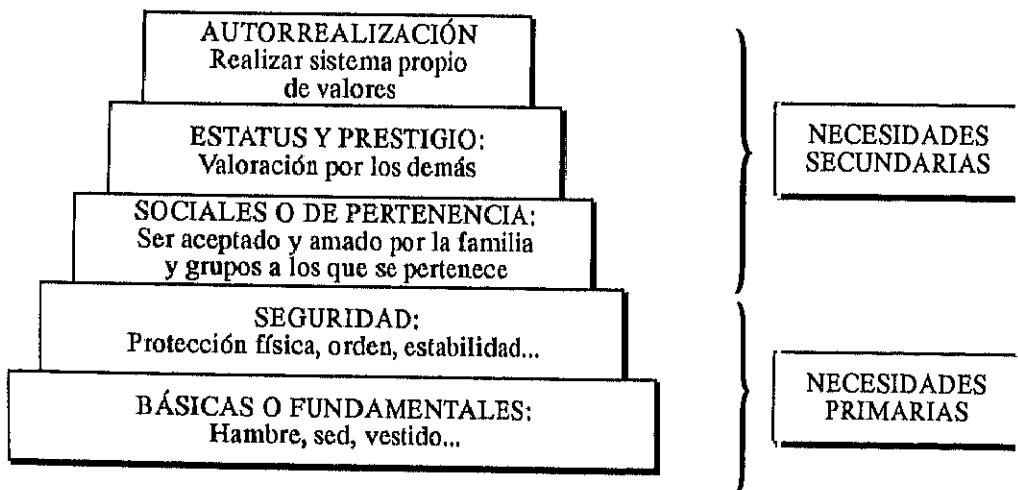 AUTORREALIZACIÓN
Realizar sistema propio
de valores
ESTATUS Y PRESTIGIO:
Valoración por los demás
SOCIALES O DE PERTENENCIA:
Ser aceptado y amado por la familia
y grupos a los que se pertenece
SEGURIDAD:
Protección física, orden, estabilidad...
BÁSICAS O FUNDAMENTALES:
Hambre, sed, vestido...
NECESIDADES
SECUNDARIAS
NECESIDADES
PRIMARIAS